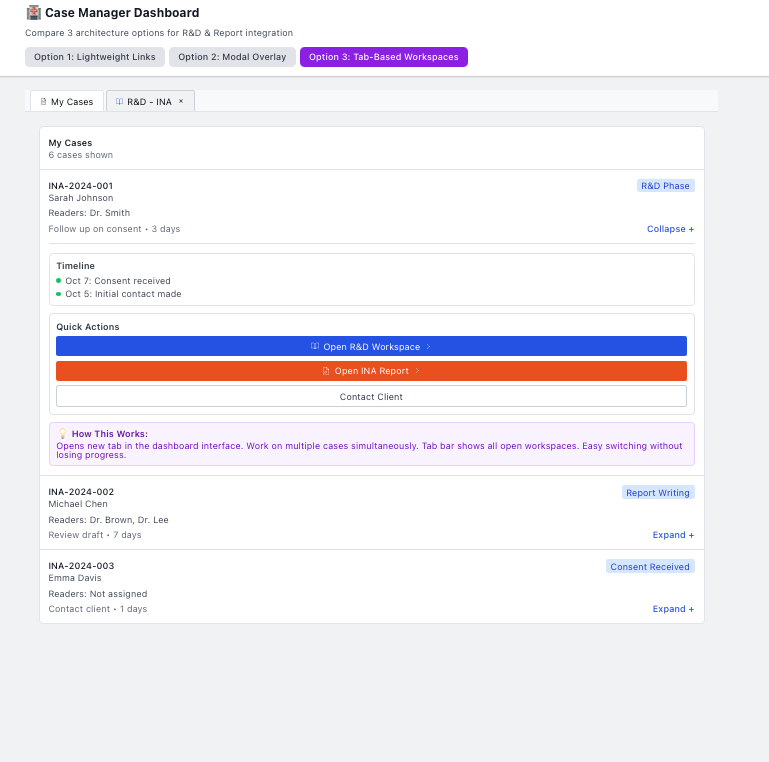 Case Manager Dashboard
Compare 3 architecture options for R&D & Report integration
Option 1: Lightweight Links
Option 2: Modal Overlay
Option 3: Tab-Based Workspaces
My Cases
R&D - INA ×
My Cases
6 cases shown
INA-2024-001
R&D Phase
Sarah Johnson
Readers: Dr. Smith
Follow up on consent • 3 days
Collapse +
Timeline
Oct 7: Consent received
Oct 5: Initial contact made
Quick Actions
Open R&D Workspace
Open INA Report
Contact Client
How This Works:
Opens new tab in the dashboard interface. Work on multiple cases simultaneously. Tab bar shows all open workspaces. Easy switching without
losing progress.
INA-2024-002
Report Writing
Michael Chen
Readers: Dr. Brown, Dr. Lee
Review draft • 7 days
Expand +
INA-2024-003
Consent Received
Emma Davis
Readers: Not assigned
Contact client • 1 days
Expand +